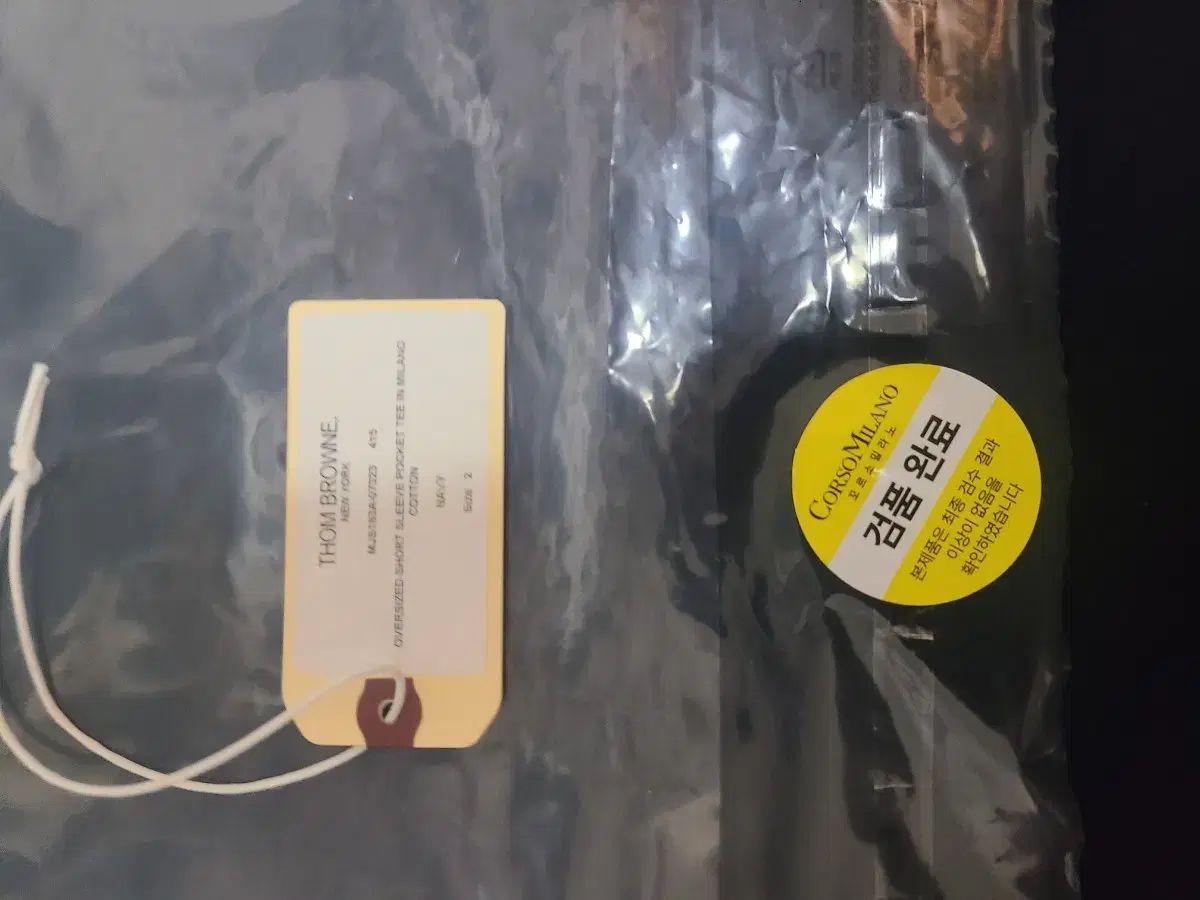 THOM BROWNE.
NEW YORK
MJS183A-07323 415
OVERSIZED SHORT SLEEVE POCKET TEE IN MILANO
COTTON
NAVY
Size 2
CORSOMILANO
꼬르소밀라노
검품 완료
본제품은 최종 검수 결과
이상이 없음을
확인하였습니다